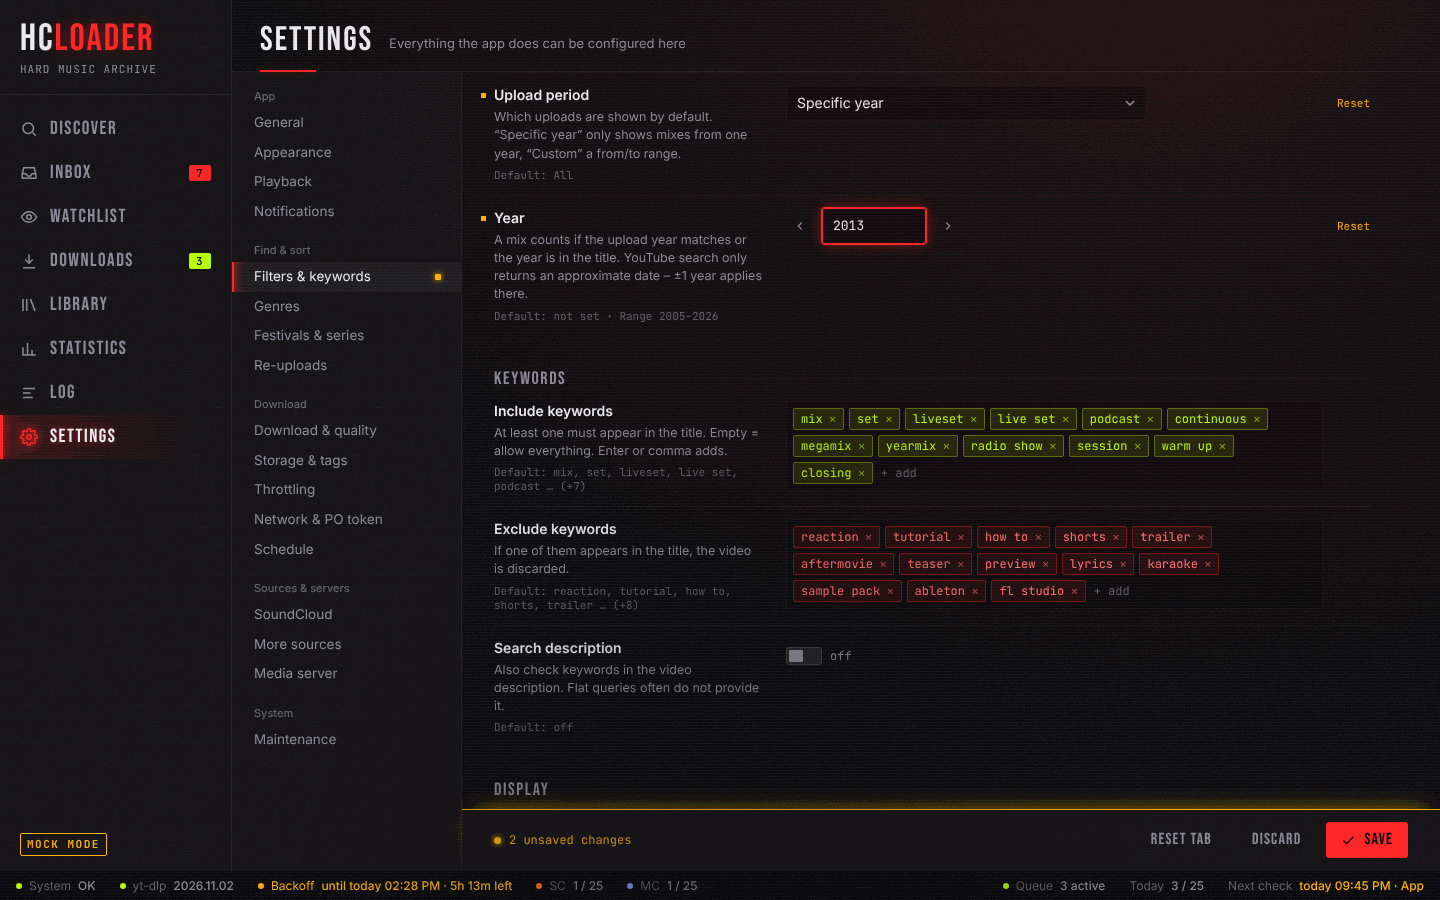 HCLOADER
HARD MUSIC ARCHIVE
DISCOVER
INBOX 7
WATCHLIST
DOWNLOADS 3
LIBRARY
STATISTICS
LOG
SETTINGS
MOCK MODE
SETTINGS Everything the app does can be configured here
App
General
Appearance
Playback
Notifications
Find & sort
Filters & keywords
Genres
Festivals & series
Re-uploads
Download
Download & quality
Storage & tags
Throttling
Network & PO token
Schedule
Sources & servers
SoundCloud
More sources
Media server
System
Maintenance
Upload period
Which uploads are shown by default.
“Specific year” only shows mixes from one
year, “Custom” a from/to range.
Default: All
Specific year
Reset
Year
A mix counts if the upload year matches or
the year is in the title. YouTube search only
returns an approximate date – ±1 year applies
there.
Default: not set · Range 2005–2026
‹ 2013 ›
Reset
KEYWORDS
Include keywords
At least one must appear in the title. Empty =
allow everything. Enter or comma adds.
Default: mix, set, liveset, live set,
podcast … (+7)
mix × set × liveset × live set × podcast × continuous ×
megamix × yearmix × radio show × session × warm up ×
closing × + add
Exclude keywords
If one of them appears in the title, the video
is discarded.
Default: reaction, tutorial, how to,
shorts, trailer … (+8)
reaction × tutorial × how to × shorts × trailer ×
aftermovie × teaser × preview × lyrics × karaoke ×
sample pack × ableton × fl studio × + add
Search description
Also check keywords in the video
description. Flat queries often do not provide
it.
Default: off
off
DISPLAY
2 unsaved changes
RESET TAB DISCARD SAVE
System OK yt-dlp 2026.11.02 Backoff until today 02:28 PM · 5h 13m left SC 1 / 25 MC 1 / 25 Queue 3 active Today 3 / 25 Next check today 09:45 PM · App